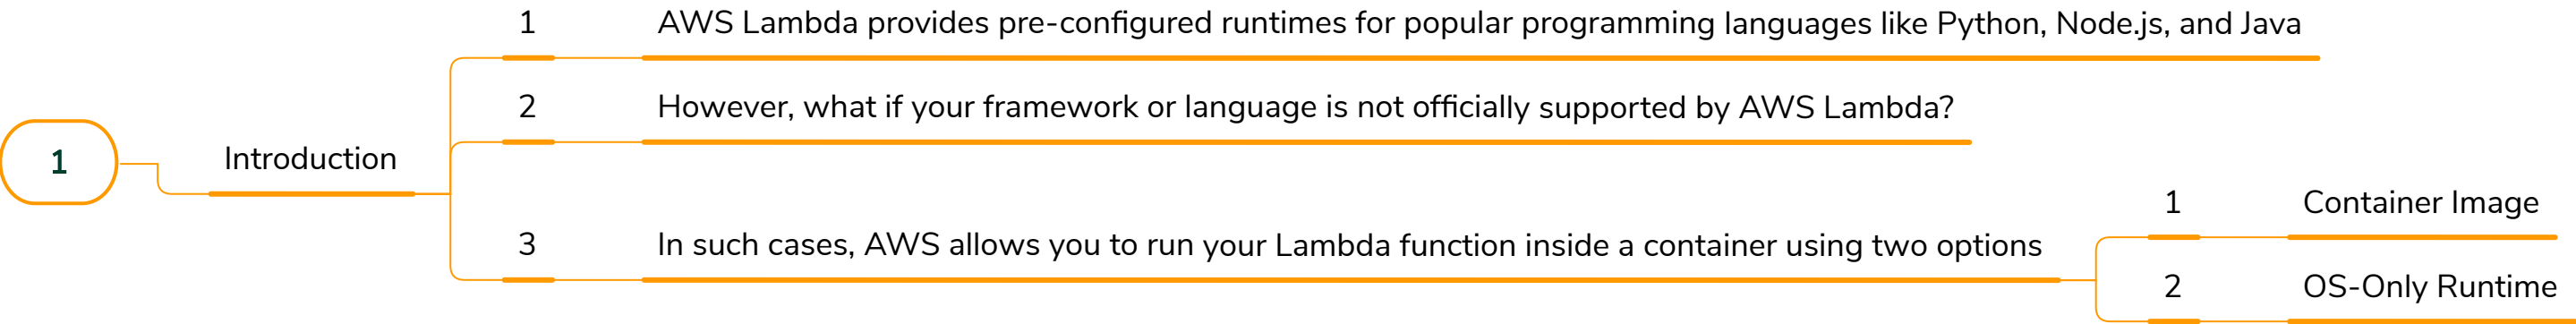 1
Introduction
1 AWS Lambda provides pre-configured runtimes for popular programming languages like Python, Node.js, and Java
2 However, what if your framework or language is not officially supported by AWS Lambda?
3 In such cases, AWS allows you to run your Lambda function inside a container using two options
1 Container Image
2 OS-Only Runtime